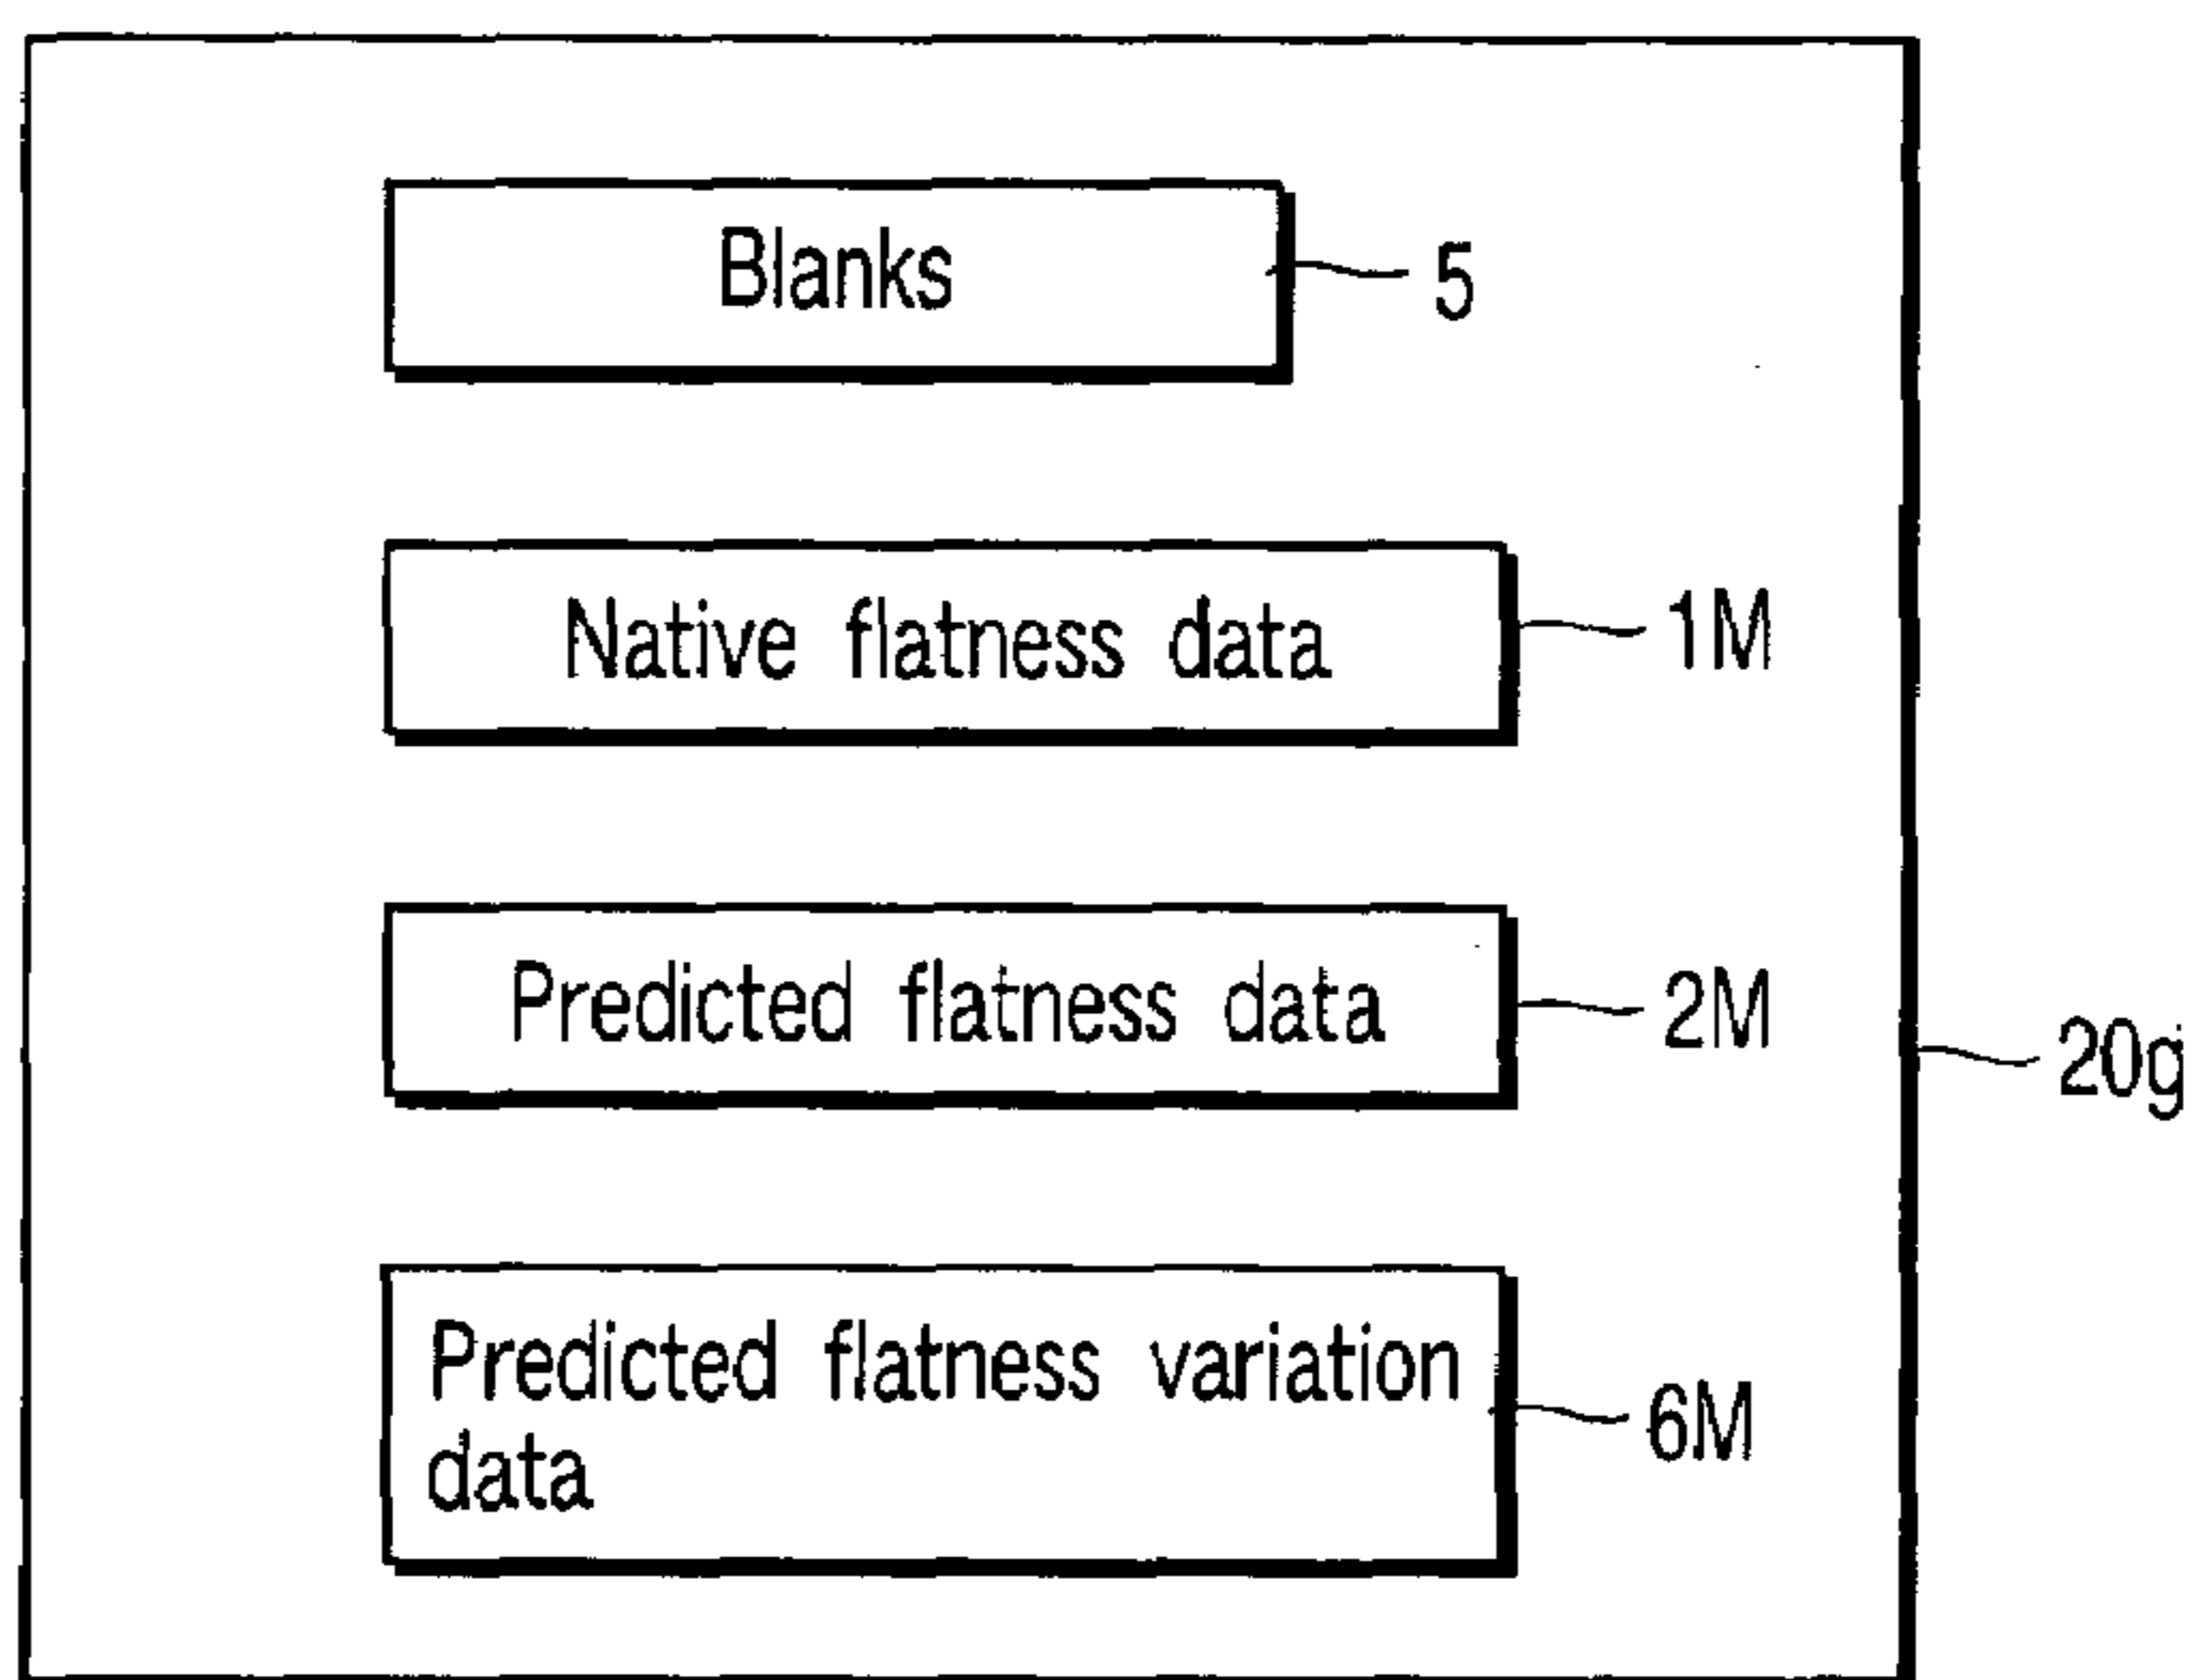 Blanks
5
Native flatness data
1M
Predicted flatness data
2M
20g
Predicted flatness variation
data
6M